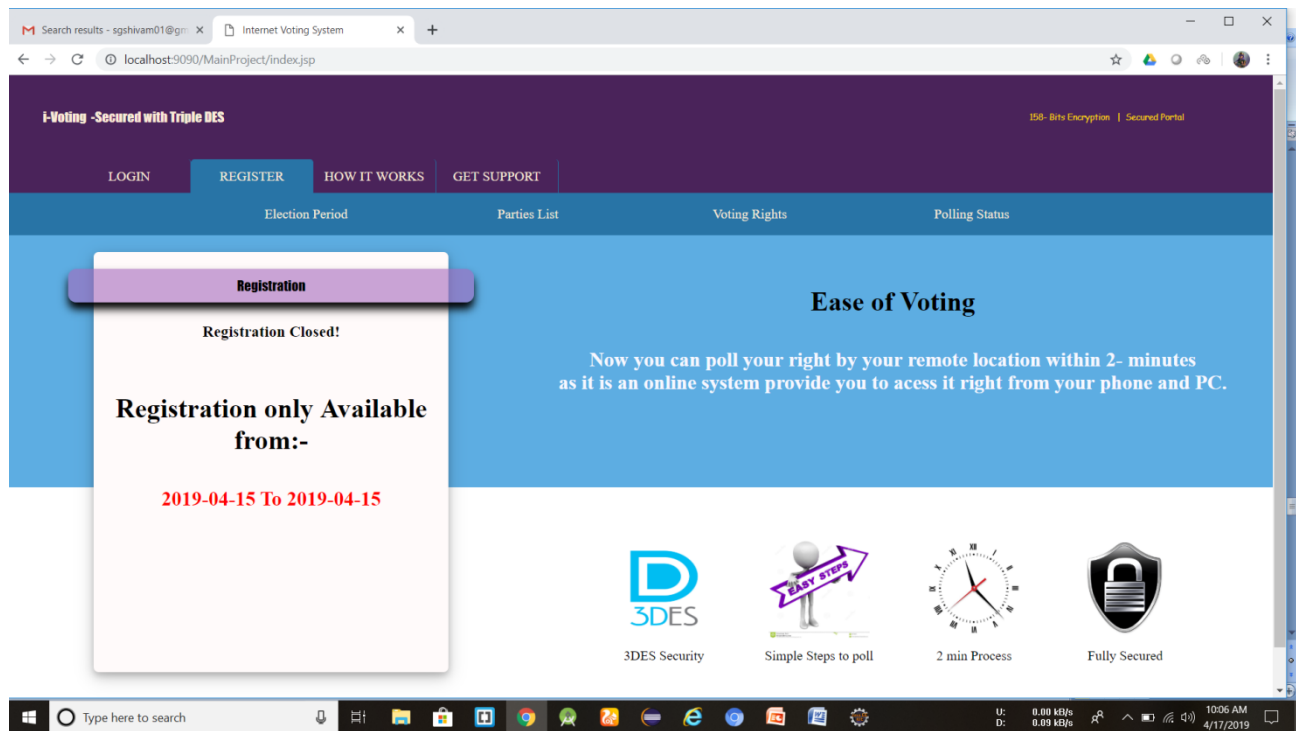 Search results - sgshivam01@gm
Internet Voting System
localhost:9090/MainProject/index.jsp
i-Voting -Secured with Triple DES
158- Bits Encryption | Secured Portal
LOGIN
REGISTER
HOW IT WORKS
GET SUPPORT
Election Period
Parties List
Voting Rights
Polling Status
Registration
Registration Closed!
Registration only Available
from:-
2019-04-15 To 2019-04-15
Ease of Voting
Now you can poll your right by your remote location within 2- minutes
as it is an online system provide you to acess it right from your phone and PC.
3DES
EASY STEPS
XII
3DES Security
Simple Steps to poll
2 min Process
Fully Secured
Type here to search
U: 0.00 kB/s
D: 0.09 kB/s
10:06 AM
4/17/2019